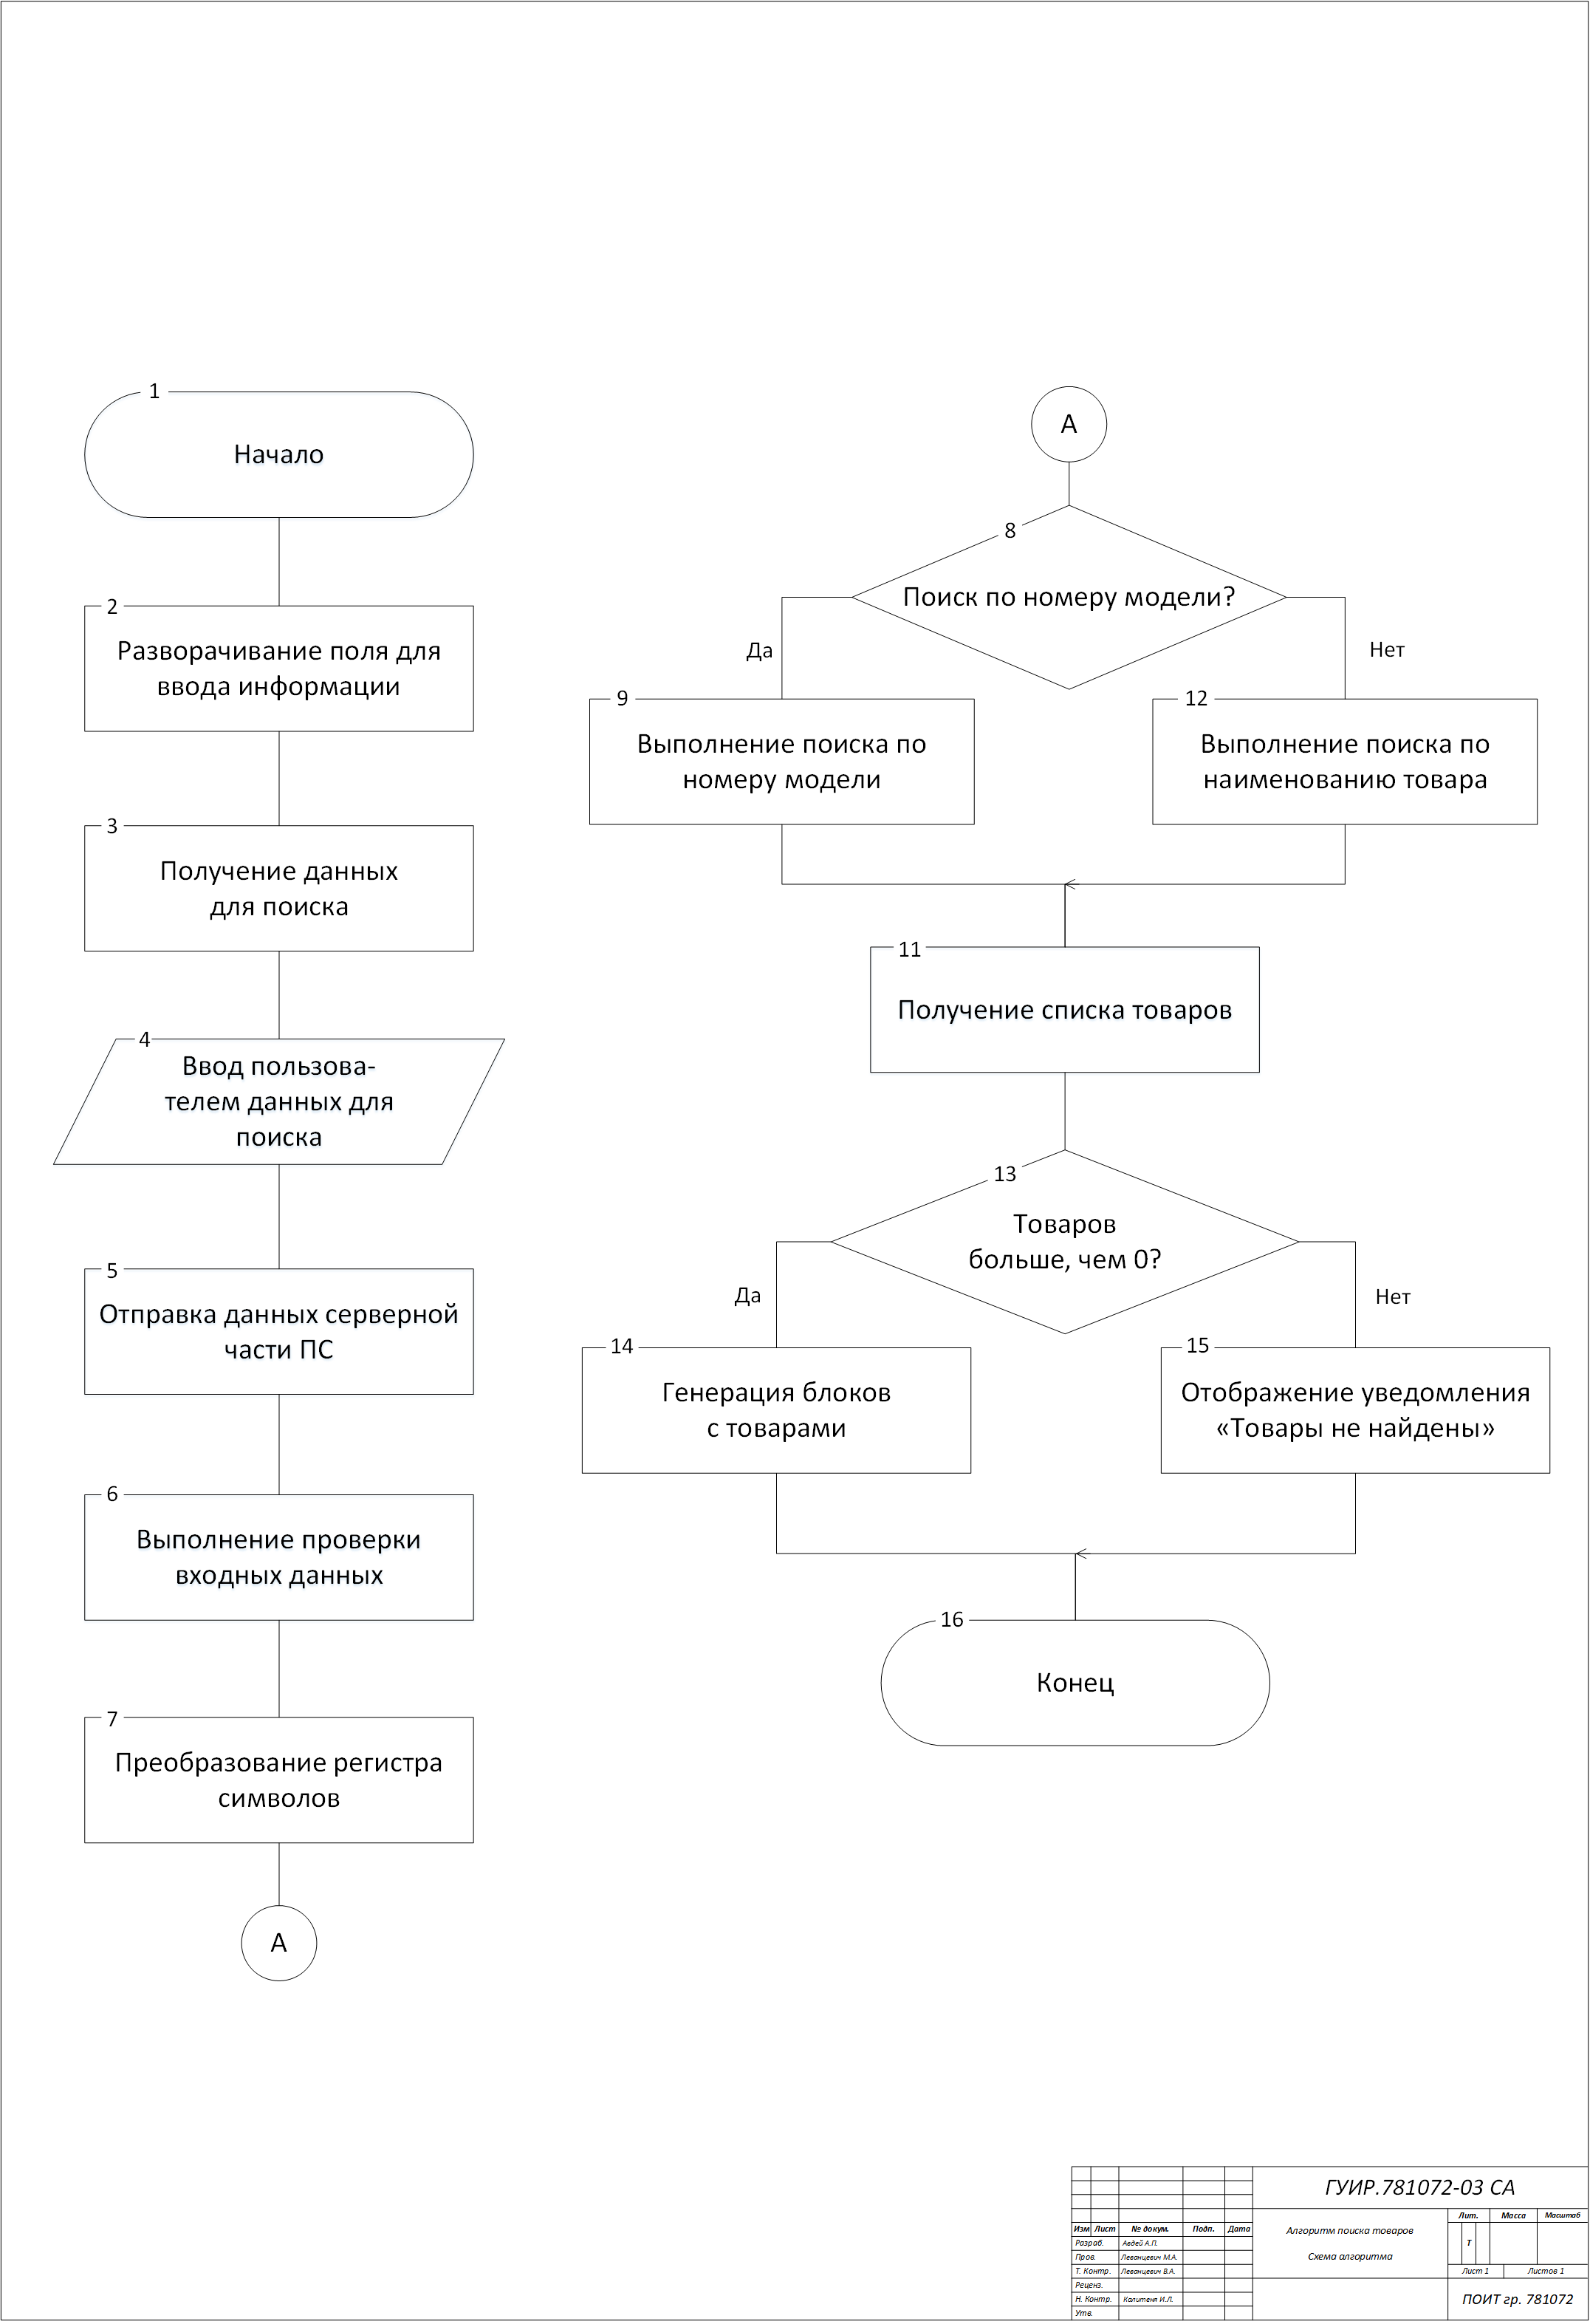 1
Начало
2
Разворачивание поля для
ввода информации
3
Получение данных
для поиска
4
Ввод пользова-
телем данных для
поиска
5
Отправка данных серверной
части ПС
6
Выполнение проверки
входных данных
7
Преобразование регистра
символов
А
А
8
Поиск по номеру модели?
Да
Нет
9
Выполнение поиска по
номеру модели
12
Выполнение поиска по
наименованию товара
11
Получение списка товаров
13
Товаров
больше, чем 0?
Да
Нет
14
Генерация блоков
с товарами
15
Отображение уведомления
«Товары не найдены»
16
Конец
ГУИР.781072-03 СА
Изм Лист № докум. Подп. Дата
Разраб. Авдей А.П.
Пров. Леванцевич М.А.
Т. Контр. Леванцевич В.А.
Реценз.
Н. Контр. Калитеня И.Л.
Утв.
Алгоритм поиска товаров
Схема алгоритма
Лит. Масса Масштаб
Т
Лист 1 Листов 1
ПОИТ гр. 781072